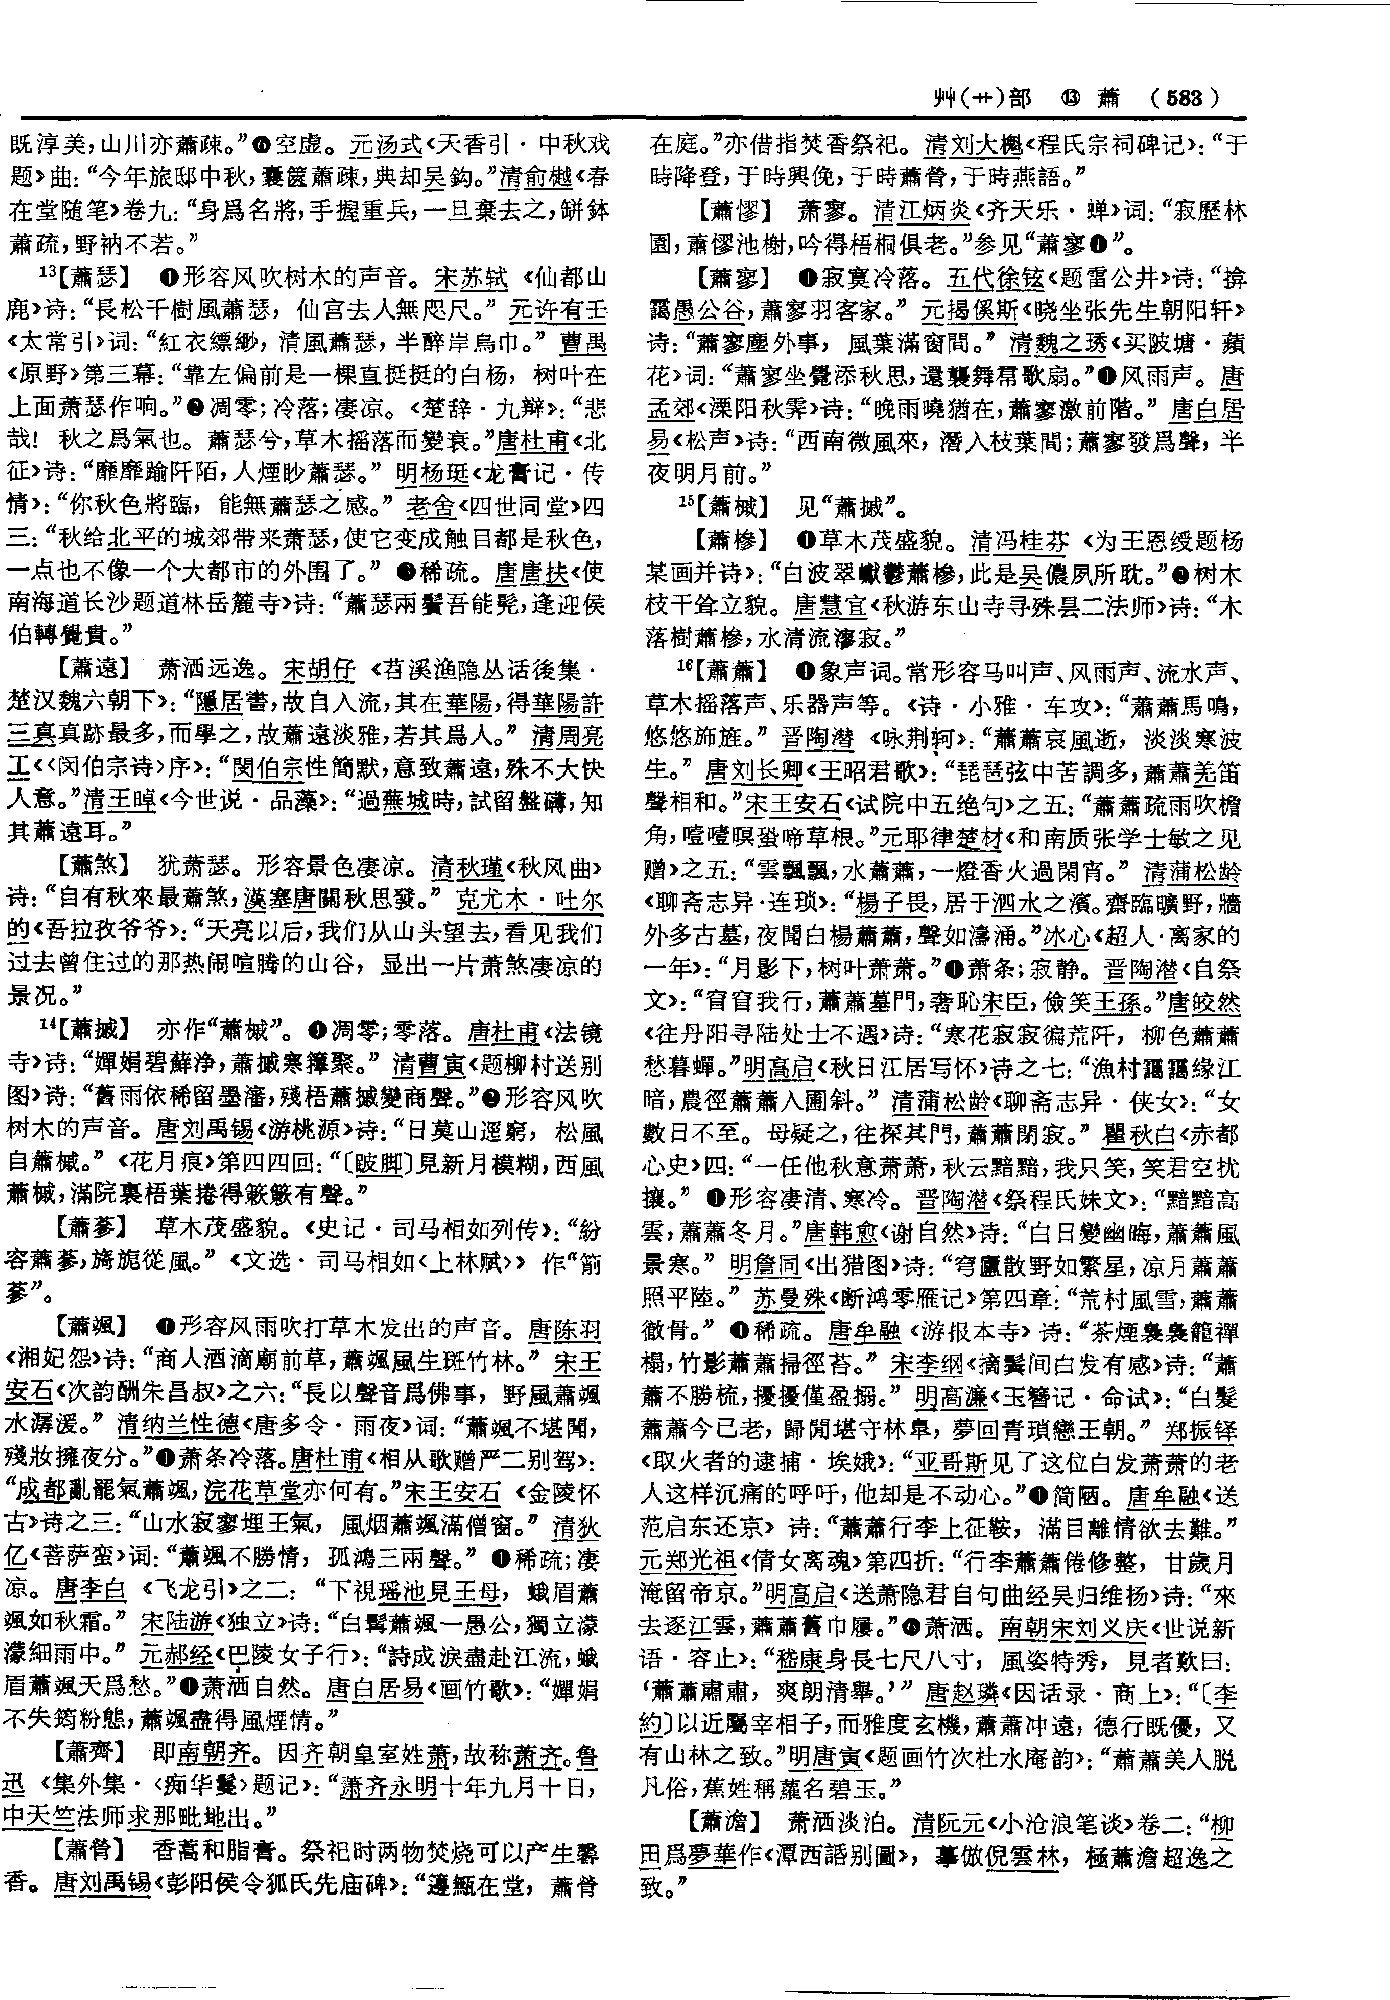 艸(艹)部　⑬　蕭　(583)
既淳美，山川亦蕭疎。”❻空虚。元汤式《天香引·中秋戏
题》曲：“今年旅邸中秋，囊篋蕭疎，典却吴鈎。”清俞樾《春
在堂随笔》卷九：“身爲名將，手握重兵，一旦棄去之，缾鉢
蕭疏，野衲不若。”
13【蕭瑟】　❶形容风吹树木的声音。宋苏轼《仙都山
鹿》诗：“長松千樹風蕭瑟，仙宫去人無咫尺。”元许有壬
《太常引》词：“紅衣縹緲，清風蕭瑟，半醉岸烏巾。”曹禺
《原野》第三幕：“靠左偏前是一棵直挺挺的白杨，树叶在
上面萧瑟作响。”❷凋零；冷落；凄凉。《楚辞·九辩》：“悲
哉！秋之爲氣也。蕭瑟兮，草木摇落而變衰。”唐杜甫《北
征》诗：“靡靡踰阡陌，人煙眇蕭瑟。”明杨珽《龙膏记·传
情》：“你秋色將臨，能無蕭瑟之感。”老舍《四世同堂》四
三：“秋给北平的城郊带来萧瑟，使它变成触目都是秋色，
一点也不像一个大都市的外围了。”❸稀疏。唐唐扶《使
南海道长沙题道林岳麓寺》诗：“蕭瑟兩鬢吾能髡，逢迎侯
伯轉覺貴。”
【蕭遠】　萧洒远逸。宋胡仔《苕溪渔隐丛话後集·
楚汉魏六朝下》：“隱居書，故自入流，其在華陽，得華陽許
三真真跡最多，而學之，故蕭遠淡雅，若其爲人。”清周亮
工《〈闵伯宗诗〉序》：“閔伯宗性簡默，意致蕭遠，殊不大快
人意。”清王晫《今世说·品藻》：“過蕪城時，試留盤礴，知
其蕭遠耳。”
【蕭煞】　犹萧瑟。形容景色凄凉。清秋瑾《秋风曲》
诗：“自有秋來最蕭煞，漢塞唐關秋思發。”克尤木·吐尔
的《吾拉孜爷爷》：“天亮以后，我们从山头望去，看见我们
过去曾住过的那热闹喧腾的山谷，显出一片萧煞凄凉的
景况。”
14【蕭摵】　亦作“蕭槭”。❶凋零；零落。唐杜甫《法镜
寺》诗：“嬋娟碧蘚浄，蕭摵寒籜聚。”清曹寅《题柳村送别
图》诗：“舊雨依稀留墨瀋，殘梧蕭摵變商聲。”❷形容风吹
树木的声音。唐刘禹锡《游桃源》诗：“日莫山逕窮，松風
自蕭槭。”《花月痕》第四四回：“〔跛脚〕見新月模糊，西風
蕭槭，滿院裏梧葉捲得簌簌有聲。”
【蕭蔘】　草木茂盛貌。《史记·司马相如列传》：“紛
容蕭蔘，旖旎從風。”《文选·司马相如〈上林赋〉》作“箾
蔘”。
【蕭颯】　❶形容风雨吹打草木发出的声音。唐陈羽
《湘妃怨》诗：“商人酒滴廟前草，蕭颯風生斑竹林。”宋王
安石《次韵酬朱昌叔》之六：“長以聲音爲佛事，野風蕭颯
水潺湲。”清纳兰性德《唐多令·雨夜》词：“蕭颯不堪聞，
殘妝擁夜分。”❷萧条冷落。唐杜甫《相从歌赠严二别驾》：
“成都亂罷氣蕭颯，浣花草堂亦何有。”宋王安石《金陵怀
古》诗之三：“山水寂寥埋王氣，風烟蕭颯滿僧窗。”清狄
亿《菩萨蛮》词：“蕭颯不勝情，孤鴻三兩聲。”❸稀疏；凄
凉。唐李白《飞龙引》之二：“下視瑶池見王母，蛾眉蕭
颯如秋霜。”宋陆游《独立》诗：“白髯蕭颯一愚公，獨立濛
濛細雨中。”元郝经《巴陵女子行》：“詩成淚盡赴江流，蛾
眉蕭颯天爲愁。”❹萧洒自然。唐白居易《画竹歌》：“嬋娟
不失筠粉態，蕭颯盡得風煙情。”
【蕭齊】　即南朝齐。因齐朝皇室姓萧，故称萧齐。鲁
迅《集外集·〈痴华鬘〉题记》：“萧齐永明十年九月十日，
中天竺法师求那毗地出。”
【蕭膋】　香蒿和脂膏。祭祀时两物焚烧可以产生馨
香。唐刘禹锡《彭阳侯令狐氏先庙碑》：“籩甒在堂，蕭膋
在庭。”亦借指焚香祭祀。清刘大櫆《程氏宗祠碑记》：“于
時降登，于時興俛，于時蕭膋，于時燕語。”
【蕭憀】　萧寥。清江炳炎《齐天乐·蝉》词：“寂歷林
園，蕭憀池榭，吟得梧桐俱老。”参见“蕭寥❶”。
【蕭寥】　❶寂寞冷落。五代徐铉《题雷公井》诗：“揜
靄愚公谷，蕭寥羽客家。”元揭傒斯《晓坐张先生朝阳轩》
诗：“蕭寥塵外事，風葉滿窗間。”清魏之琇《买陂塘·蘋
花》词：“蕭寥坐覺添秋思，還襲舞帬歌扇。”❷风雨声。唐
孟郊《溧阳秋霁》诗：“晚雨曉猶在，蕭寥激前階。”唐白居
易《松声》诗：“西南微風來，潛入枝葉間；蕭寥發爲聲，半
夜明月前。”
15【蕭槭】　见“蕭摵”。
【蕭槮】　❶草木茂盛貌。清冯桂芬《为王恩绶题杨
某画并诗》：“白波翠巘鬱蕭槮，此是吴儂夙所耽。”❷树木
枝干耸立貌。唐慧宣《秋游东山寺寻殊昙二法师》诗：“木
落樹蕭槮，水清流漻寂。”
16【蕭蕭】　❶象声词。常形容马叫声、风雨声、流水声、
草木摇落声、乐器声等。《诗·小雅·车攻》：“蕭蕭馬鳴，
悠悠旆旌。”晋陶潜《咏荆轲》：“蕭蕭哀風逝，淡淡寒波
生。”唐刘长卿《王昭君歌》：“琵琶弦中苦調多，蕭蕭羌笛
聲相和。”宋王安石《试院中五绝句》之五：“蕭蕭疏雨吹檐
角，噎噎暝蛩啼草根。”元耶律楚材《和南质张学士敏之见
赠》之五：“雲飄飄，水蕭蕭，一燈香火過閑宵。”清蒲松龄
《聊斋志异·连琐》：“楊子畏，居于泗水之濱。齋臨曠野，牆
外多古墓，夜聞白楊蕭蕭，聲如濤涌。”冰心《超人·离家的
一年》：“月影下，树叶萧萧。”❷萧条；寂静。晋陶潜《自祭
文》：“窅窅我行，蕭蕭墓門，奢恥宋臣，儉笑王孫。”唐皎然
《往丹阳寻陆处士不遇》诗：“寒花寂寂徧荒阡，柳色蕭蕭
愁暮蟬。”明高启《秋日江居写怀》诗之七：“漁村靄靄緣江
暗，農徑蕭蕭入圃斜。”清蒲松龄《聊斋志异·侠女》：“女
數日不至。母疑之，往探其門，蕭蕭閉寂。”瞿秋白《赤都
心史》四：“一任他秋意萧萧，秋云黯黯，我只笑，笑君空扰
攘。”❸形容凄清、寒冷。晋陶潜《祭程氏妹文》：“黯黯高
雲，蕭蕭冬月。”唐韩愈《谢自然》诗：“白日變幽晦，蕭蕭風
景寒。”明詹同《出猎图》诗：“穹廬散野如繁星，凉月蕭蕭
照平陸。”苏曼殊《断鸿零雁记》第四章：“荒村風雪，蕭蕭
徹骨。”❹稀疏。唐牟融《游报本寺》诗：“茶煙裊裊籠禪
榻，竹影蕭蕭掃徑苔。”宋李纲《摘鬓间白发有感》诗：“蕭
蕭不勝梳，擾擾僅盈搦。”明高濂《玉簪记·命试》：“白髮
蕭蕭今已老，歸閑堪守林臯，夢回青瑣戀王朝。”郑振铎
《取火者的逮捕·埃娥》：“亚哥斯见了这位白发萧萧的老
人这样沉痛的呼吁，他却是不动心。”❺简陋。唐牟融《送
范启东还京》诗：“蕭蕭行李上征鞍，滿目離情欲去難。”
元郑光祖《倩女离魂》第四折：“行李蕭蕭倦修整，甘歲月
淹留帝京。”明高启《送萧隐君自句曲经吴归维扬》诗：“來
去逐江雲，蕭蕭舊巾屨。”❻萧洒。南朝宋刘义庆《世说新
语·容止》：“嵇康身長七尺八寸，風姿特秀，見者歎曰：
‘蕭蕭肅肅，爽朗清舉。’”唐赵璘《因话录·商上》：“〔李
約〕以近屬宰相子，而雅度玄機，蕭蕭冲遠，德行既優，又
有山林之致。”明唐寅《题画竹次杜水庵韵》：“蕭蕭美人脱
凡俗，蕉姓稱蘿名碧玉。”
【蕭澹】　萧洒淡泊。清阮元《小沧浪笔谈》卷二：“柳
田爲夢華作《潭西話别圖》，摹倣倪雲林，極蕭澹超逸之
致。”